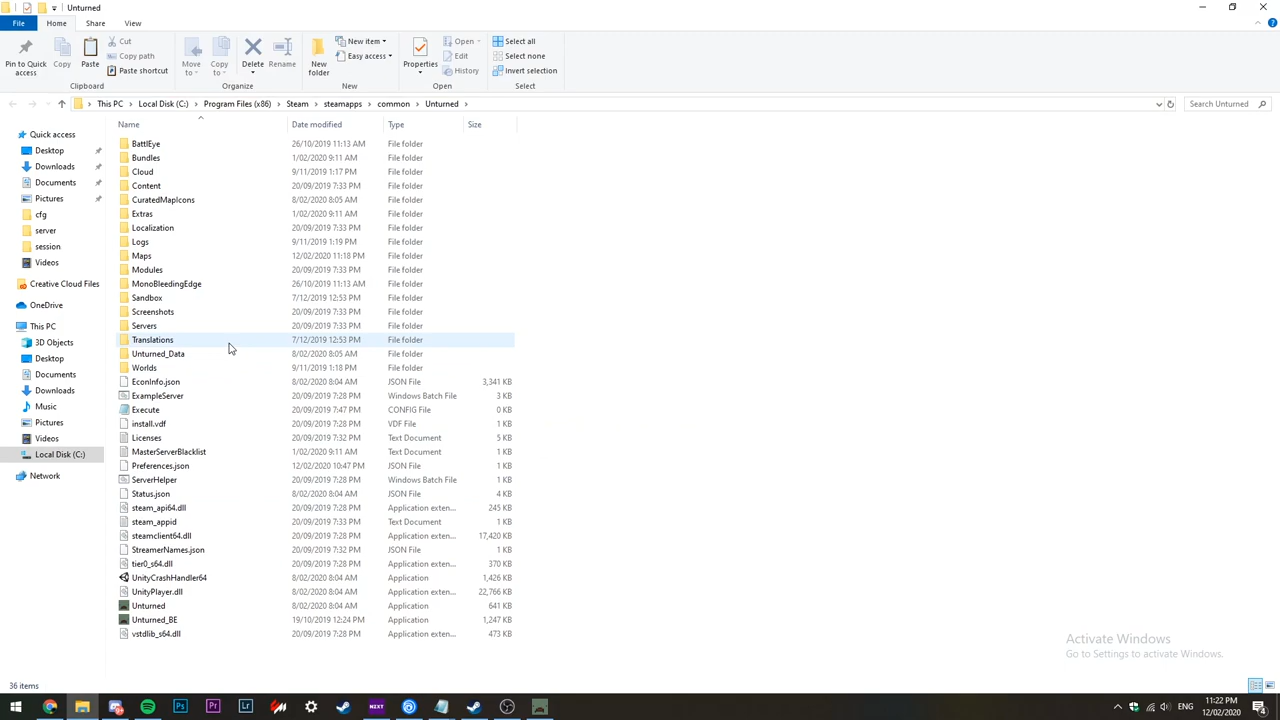 Unturned
File Home Share View
Pin to Quick access
Copy
Paste
Cut
Copy path
Paste shortcut
Clipboard
Move to
Copy to
Delete
Rename
Organize
New folder
New item
Easy access
New
Properties
Open
Edit
History
Open
Select all
Select none
Invert selection
Select
This PC > Local Disk (C:) > Program Files (x86) > Steam > steamapps > common > Unturned >
Search Unturned
Quick access
Desktop
Downloads
Documents
Pictures
cfg
server
session
Videos
Creative Cloud Files
OneDrive
This PC
3D Objects
Desktop
Documents
Downloads
Music
Pictures
Videos
Local Disk (C:)
Network
Name Date modified Type Size
BattlEye 26/10/2019 11:13 AM File folder
Bundles 1/02/2020 9:11 AM File folder
Cloud 9/11/2019 1:17 PM File folder
Content 20/09/2019 7:33 PM File folder
CuratedMapIcons 8/02/2020 8:05 AM File folder
Extras 1/02/2020 9:11 AM File folder
Localization 20/09/2019 7:33 PM File folder
Logs 9/11/2019 1:19 PM File folder
Maps 12/02/2020 11:18 PM File folder
Modules 20/09/2019 7:33 PM File folder
MonoBleedingEdge 26/10/2019 11:13 AM File folder
Sandbox 7/12/2019 12:53 PM File folder
Screenshots 20/09/2019 7:33 PM File folder
Servers 20/09/2019 7:33 PM File folder
Translations 7/12/2019 12:53 PM File folder
Unturned_Data 8/02/2020 8:05 AM File folder
Worlds 9/11/2019 1:18 PM File folder
EconInfo.json 8/02/2020 8:04 AM JSON File 3,341 KB
ExampleServer 20/09/2019 7:28 PM Windows Batch File 3 KB
Execute 20/09/2019 7:47 PM CONFIG File 0 KB
install.vdf 20/09/2019 7:28 PM VDF File 1 KB
Licenses 20/09/2019 7:32 PM Text Document 5 KB
MasterServerBlacklist 1/02/2020 9:11 AM Text Document 1 KB
Preferences.json 12/02/2020 10:47 PM JSON File 1 KB
ServerHelper 20/09/2019 7:28 PM Windows Batch File 1 KB
Status.json 8/02/2020 8:04 AM JSON File 4 KB
steam_api64.dll 20/09/2019 7:28 PM Application exten... 245 KB
steam_appid 20/09/2019 7:33 PM Text Document 1 KB
steamclient64.dll 20/09/2019 7:28 PM Application exten... 17,420 KB
StreamerNames.json 20/09/2019 7:32 PM JSON File 1 KB
tier0_s64.dll 20/09/2019 7:28 PM Application exten... 370 KB
UnityCrashHandler64 8/02/2020 8:04 AM Application 1,426 KB
UnityPlayer.dll 8/02/2020 8:04 AM Application exten... 22,766 KB
Unturned 8/02/2020 8:04 AM Application 641 KB
Unturned_BE 19/10/2019 12:24 PM Application 1,247 KB
vstdlib_s64.dll 20/09/2019 7:28 PM Application exten... 473 KB
Activate Windows
Go to Settings to activate Windows.
36 items
Ps Pr Lr NZXT
ENG
11:22 PM
12/02/2020
4